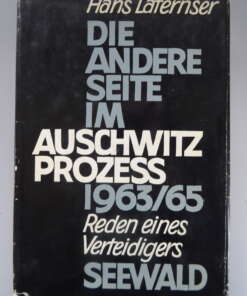 Hans Laternser
DIE
ANDERE
SEITE
IM
AUSCHWITZ
PROZESS
1963/65
Reden eines
Verteidigers
SEEWALD